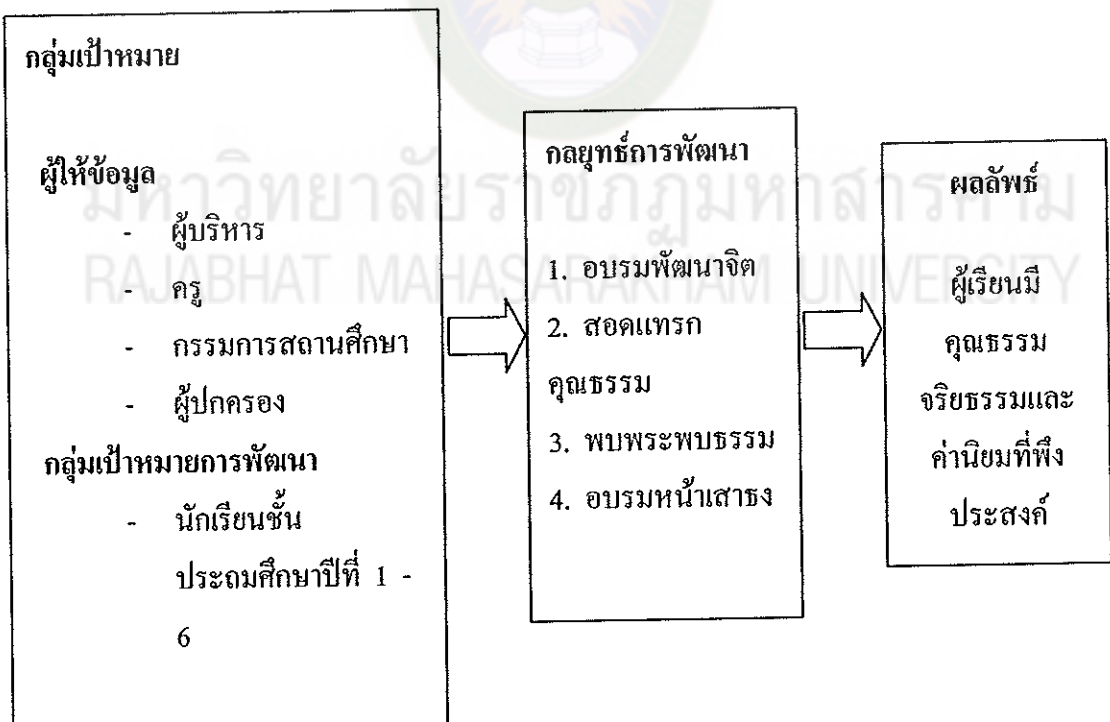 กลุ่มเป้าหมาย
ผู้ให้ข้อมูล
- ผู้บริหาร
- ครู
- กรรมการสถานศึกษา
- ผู้ปกครอง
กลุ่มเป้าหมายการพัฒนา
- นักเรียนชั้น
ประถมศึกษาปีที่ 1 -
6
กลยุทธ์การพัฒนา
1. อบรมพัฒนาจิต
2. สอดแทรก
คุณธรรม
3. พบพระพบธรรม
4. อบรมหน้าเสาธง
ผลลัพธ์
ผู้เรียนมี
คุณธรรม
จริยธรรมและ
ค่านิยมที่พึง
ประสงค์
มหาวิทยาลัยราชภัฏมหาสารคาม
RAJABHAT MAHASARAKHAM UNIVERSITY